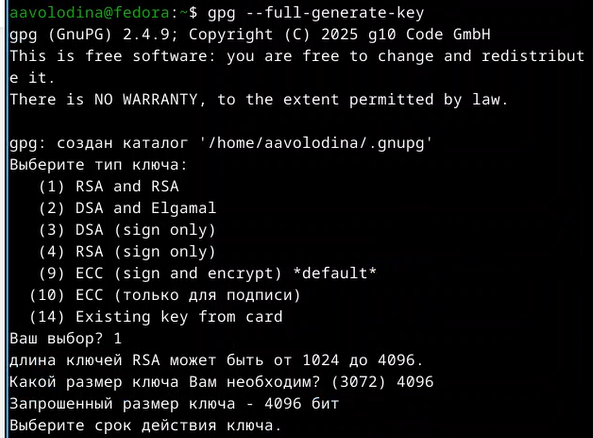 aavolodina@fedora:~$ gpg --full-generate-key
gpg (GnuPG) 2.4.9; Copyright (C) 2025 g10 Code GmbH
This is free software: you are free to change and redistribut
e it.
There is NO WARRANTY, to the extent permitted by law.
gpg: создан каталог '/home/aavolodina/.gnupg'
Выберите тип ключа:
(1) RSA and RSA
(2) DSA and Elgamal
(3) DSA (sign only)
(4) RSA (sign only)
(9) ECC (sign and encrypt) *default*
(10) ECC (только для подписи)
(14) Existing key from card
Ваш выбор? 1
длина ключей RSA может быть от 1024 до 4096.
Какой размер ключа Вам необходим? (3072) 4096
Запрошенный размер ключа - 4096 бит
Выберите срок действия ключа.